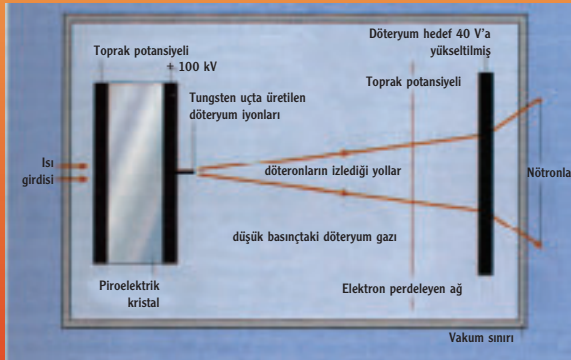 Toprak potansiyeli
+ 100 kV
Tungsten uçta üretilen
döteryum iyonları
Döteryum hedef 40 V'a
yükseltilmiş
Toprak potansiyeli
Isı
girdisi
döteronların izlediği yollar
Nötronlar
düşük basınçtaki döteryum gazı
Piroelektrik
kristal
Elektron perdeleyen ağ
Vakum sınırı